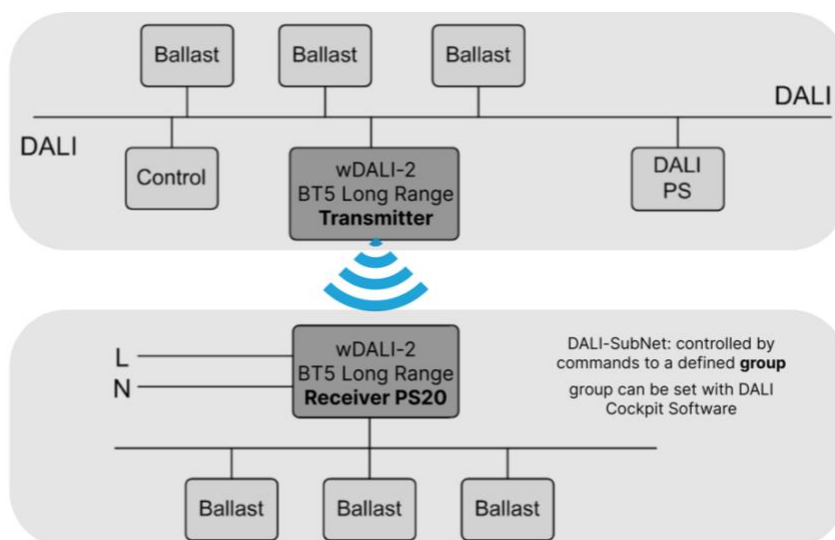 Ballast
Ballast
Ballast
DALI
DALI
Control
wDALI-2
BT5 Long Range
Transmitter
DALI
PS
L
N
wDALI-2
BT5 Long Range
Receiver PS20
DALI-SubNet: controlled by
commands to a defined group
group can be set with DALI
Cockpit Software
Ballast
Ballast
Ballast